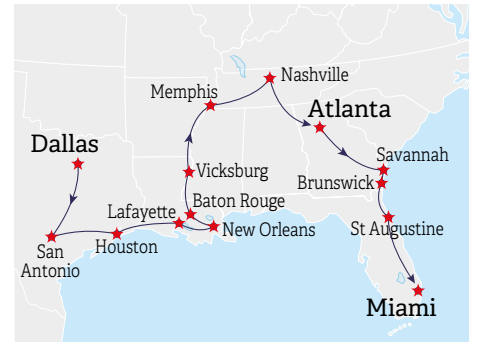 Nashville
Memphis
Atlanta
Dallas
Savannah
Vicksburg
Brunswick
Baton Rouge
Lafayette
New Orleans
St Augustine
Houston
San
Antonio
Miami